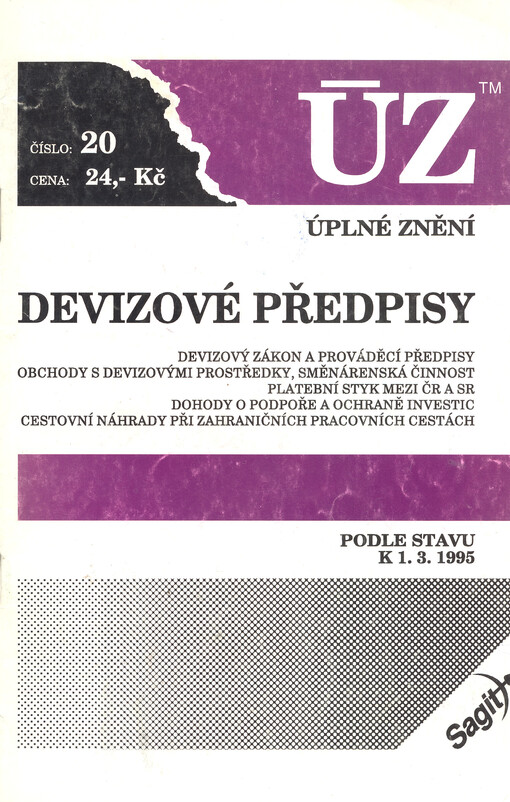 ČÍSLO: 20
CENA: 24,- Kč
ÚZ™
ÚPLNÉ ZNĚNÍ
DEVIZOVÉ PŘEDPISY
DEVIZOVÝ ZÁKON A PROVÁDĚCÍ PŘEDPISY
OBCHODY S DEVIZOVÝMI PROSTŘEDKY, SMĚNÁRENSKÁ ČINNOST
PLATEBNÍ STYK MEZI ČR A SR
DOHODY O PODPOŘE A OCHRANĚ INVESTIC
CESTOVNÍ NÁHRADY PŘI ZAHRANIČNÍCH PRACOVNÍCH CESTÁCH
PODLE STAVU
K 1. 3. 1995
Sagit